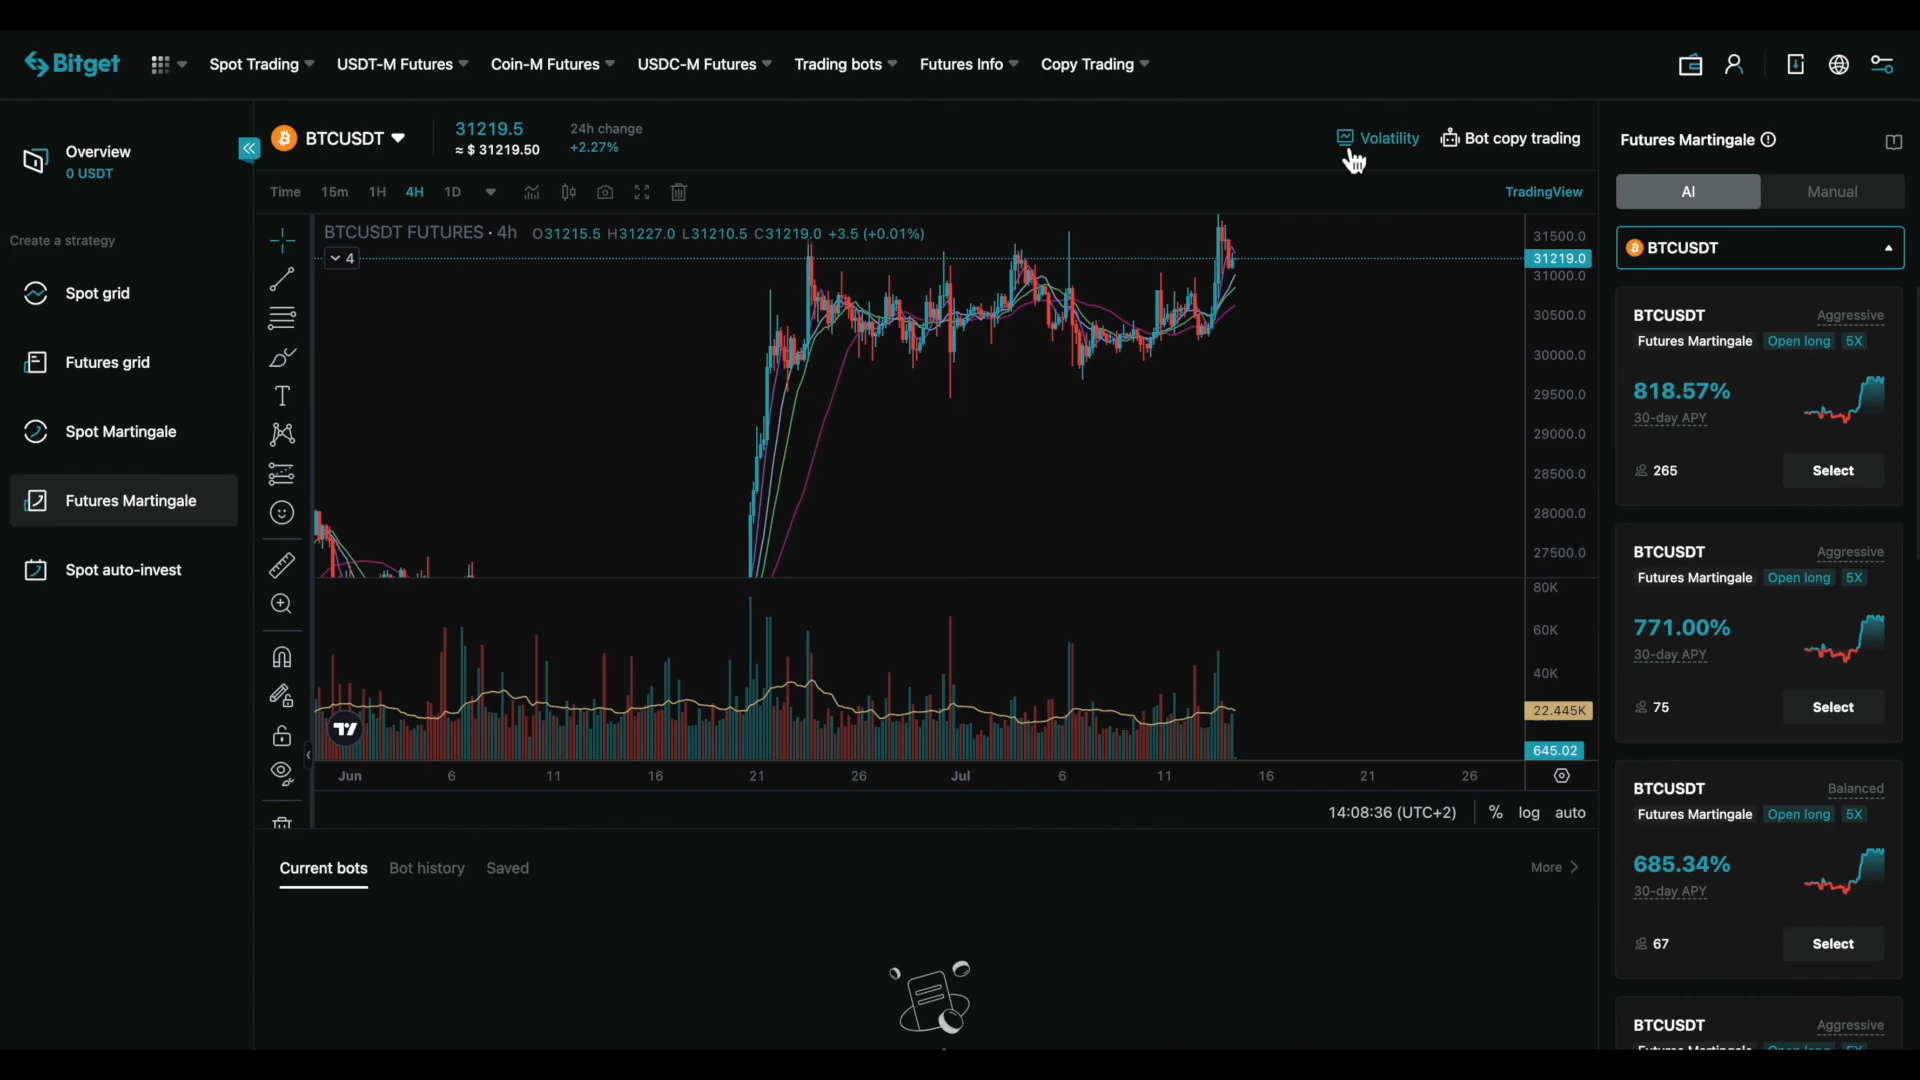 Bitget
Spot Trading
USDT-M Futures
Coin-M Futures
USDC-M Futures
Trading bots
Futures Info
Copy Trading
Overview
0 USDT
Create a strategy
Spot grid
Futures grid
Spot Martingale
Futures Martingale
Spot auto-invest
BTCUSDT
31219.5
≈ $ 31219.50
24h change
+2.27%
Volatility
Bot copy trading
Time 15m 1H 4H 1D
TradingView
BTCUSDT FUTURES · 4h O31215.5 H31227.0 L31210.5 C31219.0 +3.5 (+0.01%)
4
31500.0
31219.0
31000.0
30500.0
30000.0
29500.0
29000.0
28500.0
28000.0
27500.0
80K
60K
40K
22.445K
645.02
Jun 6 11 16 21 26 Jul 6 11 16 21 26
14:08:36 (UTC+2) % log auto
Current bots
Bot history
Saved
More
Futures Martingale
AI
Manual
BTCUSDT
BTCUSDT Aggressive
Futures Martingale Open long 5X
818.57%
30-day APY
265
Select
BTCUSDT Aggressive
Futures Martingale Open long 5X
771.00%
30-day APY
75
Select
BTCUSDT Balanced
Futures Martingale Open long 5X
685.34%
30-day APY
67
Select
BTCUSDT Aggressive
Futures Martingale Open long 5X